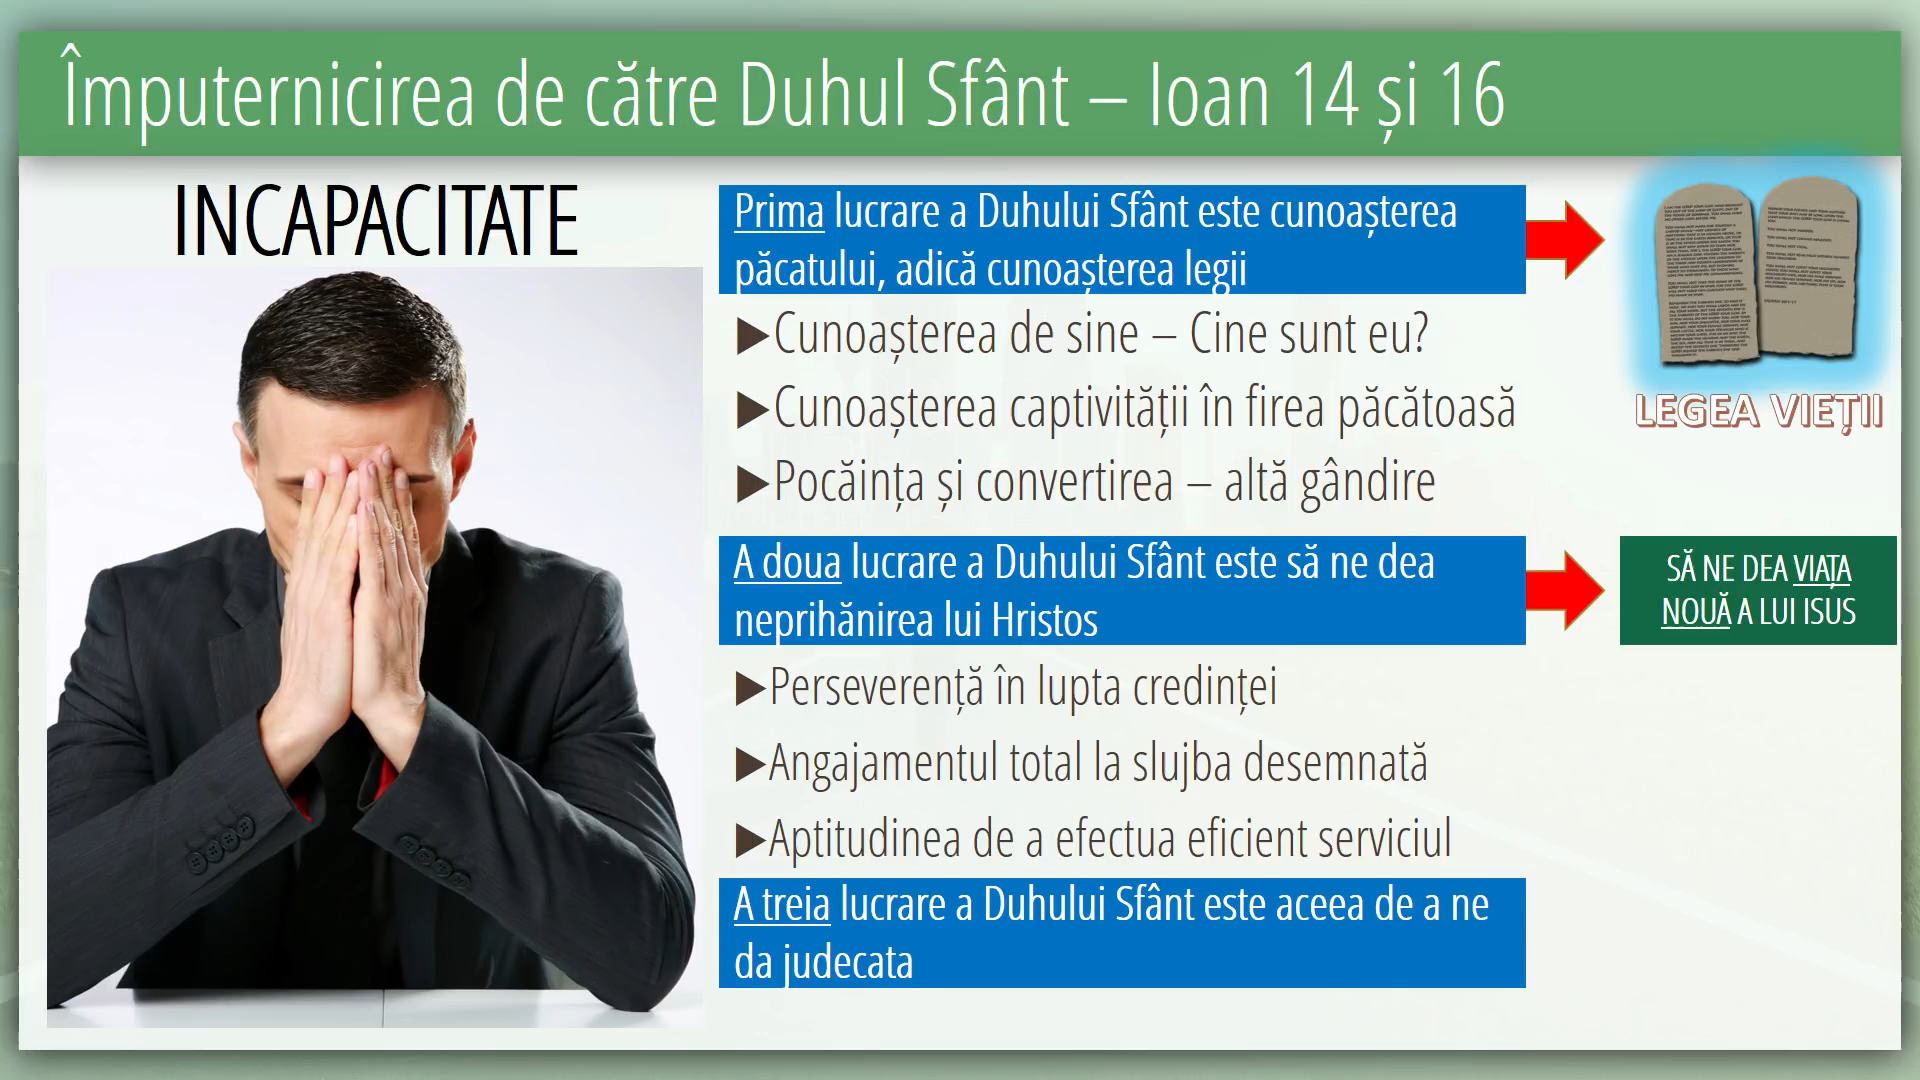 Împuternicirea de către Duhul Sfânt – Ioan 14 și 16
INCAPACITATE
Prima lucrare a Duhului Sfânt este cunoașterea
păcatului, adică cunoașterea legii
►Cunoașterea de sine – Cine sunt eu?
►Cunoașterea captivității în firea păcătoasă
►Pocăința și convertirea – altă gândire
LEGEA VIEȚII
A doua lucrare a Duhului Sfânt este să ne dea
neprihănirea lui Hristos
SĂ NE DEA VIAȚA
NOUĂ A LUI ISUS
►Perseverență în lupta credinței
►Angajamentul total la slujba desemnată
►Aptitudinea de a efectua eficient serviciul
A treia lucrare a Duhului Sfânt este aceea de a ne
da judecata